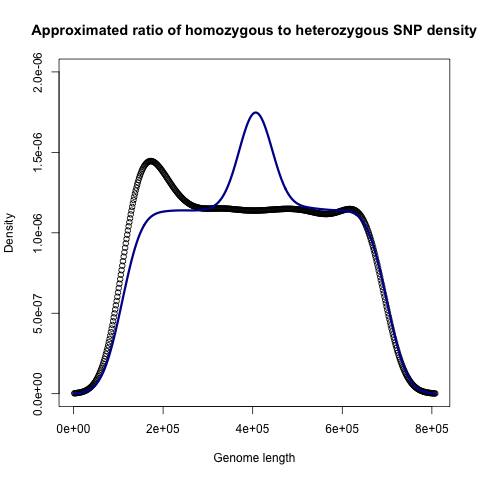 Approximated ratio of homozygous to heterozygous SNP density
2.0e-06
1.5e-06
1.0e-06
5.0e-07
0.0e+00
Density
0e+00 2e+05 4e+05 6e+05 8e+05
Genome length